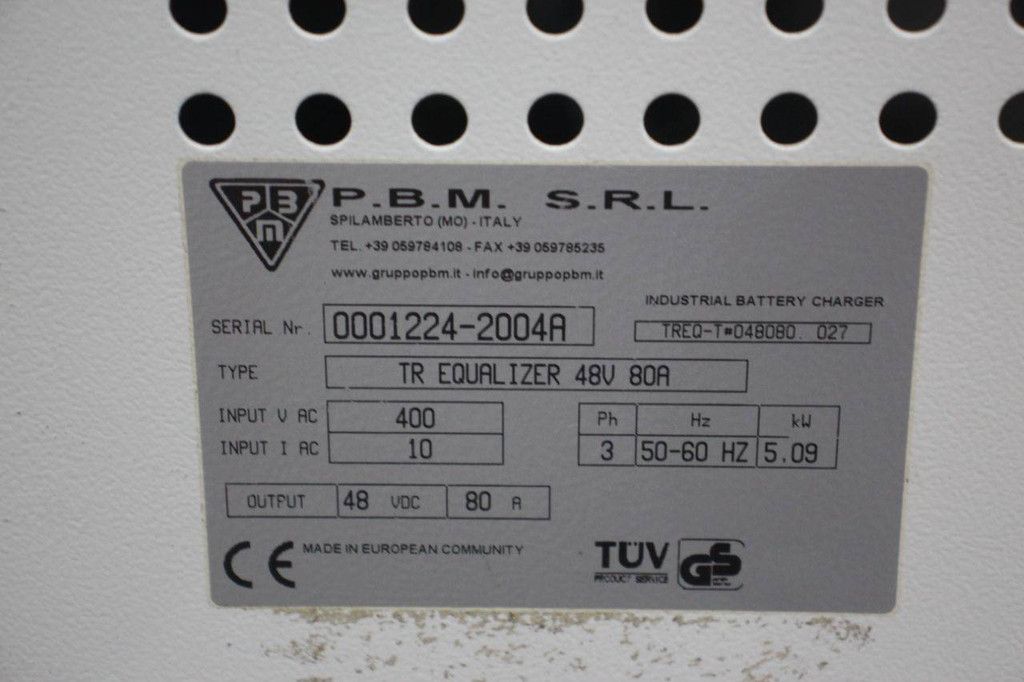 PBM P.B.M. S.R.L.
SPILAMBERTO (MO) - ITALY
TEL. +39 059784108 - FAX +39 059785235
www.gruppopbm.it - info@gruppopbm.it
INDUSTRIAL BATTERY CHARGER
SERIAL Nr. 0001224-2004A TREQ-T#048080. 027
TYPE TR EQUALIZER 48V 80A
INPUT V AC 400 Ph Hz kW
INPUT I AC 10 3 50-60 HZ 5.09
OUTPUT 48 VDC 80 A
CE MADE IN EUROPEAN COMMUNITY
TÜV GS
PRODUCT SERVICE